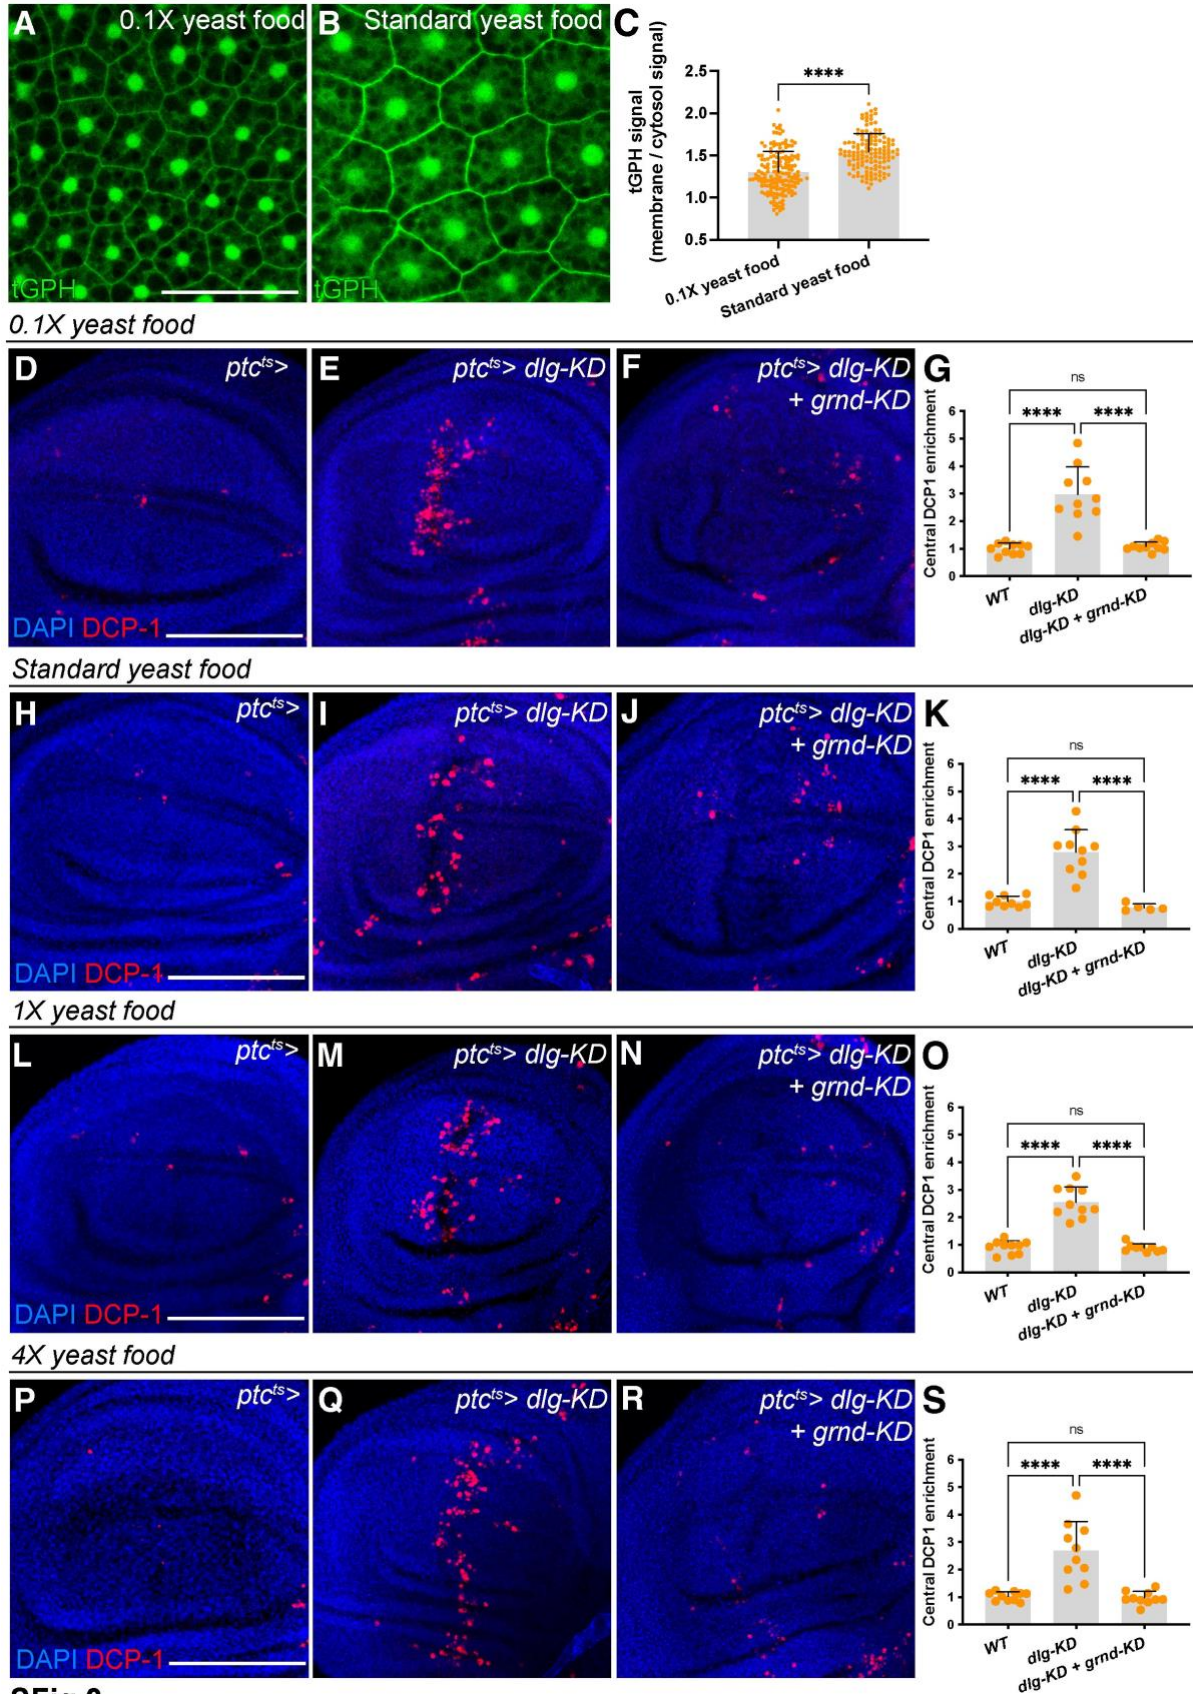 A 0.1X yeast food
B Standard yeast food
C
tGPH
tGPH
tGPH signal
(membrane / cytosol signal)
2.5
2.0
1.5
1.0
0.5
****
0.1X yeast food
Standard yeast food
0.1X yeast food
D ptcᵗˢ>
DAPI DCP-1
E ptcᵗˢ> dlg-KD
F ptcᵗˢ> dlg-KD
+ grnd-KD
G
Central DCP1 enrichment
6
5
4
3
2
1
0
ns
**** ****
WT
dlg-KD
dlg-KD + grnd-KD
Standard yeast food
H ptcᵗˢ>
DAPI DCP-1
I ptcᵗˢ> dlg-KD
J ptcᵗˢ> dlg-KD
+ grnd-KD
K
Central DCP1 enrichment
6
5
4
3
2
1
0
ns
**** ****
WT
dlg-KD
dlg-KD + grnd-KD
1X yeast food
L ptcᵗˢ>
DAPI DCP-1
M ptcᵗˢ> dlg-KD
N ptcᵗˢ> dlg-KD
+ grnd-KD
O
Central DCP1 enrichment
6
5
4
3
2
1
0
ns
**** ****
WT
dlg-KD
dlg-KD + grnd-KD
4X yeast food
P ptcᵗˢ>
DAPI DCP-1
Q ptcᵗˢ> dlg-KD
R ptcᵗˢ> dlg-KD
+ grnd-KD
S
Central DCP1 enrichment
6
5
4
3
2
1
0
ns
**** ****
WT
dlg-KD
dlg-KD + grnd-KD